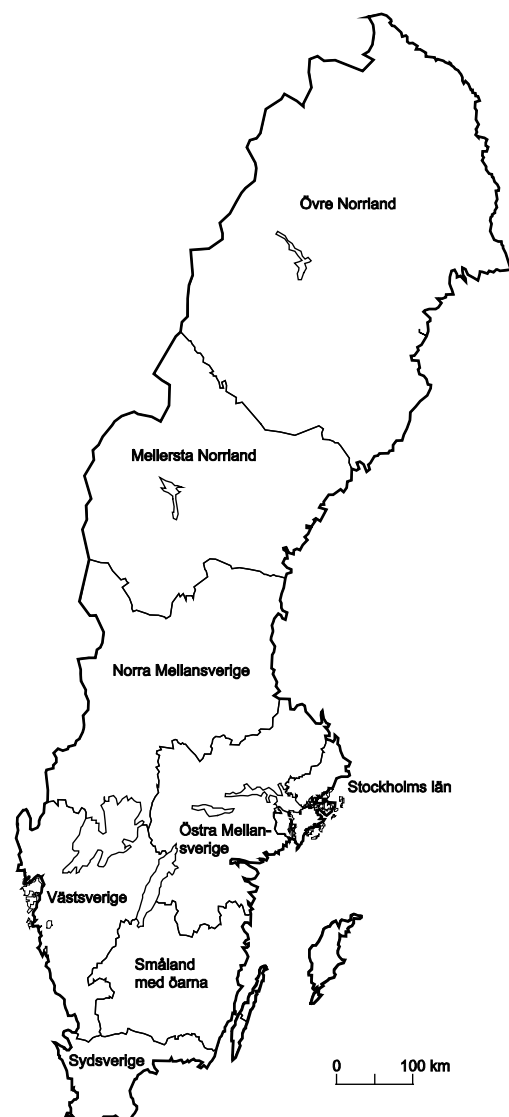 Övre Norrland
Mellersta Norrland
Norra Mellansverige
Stockholms län
Östra Mellan-
sverige
Västsverige
Småland
med öarna
Sydsverige
0 100 km